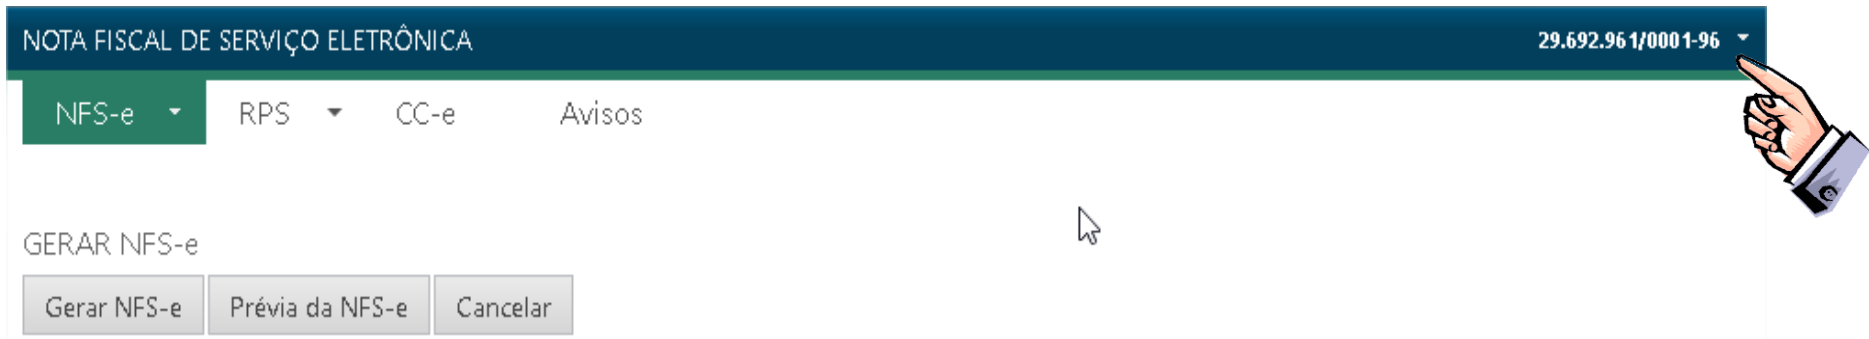 NOTA FISCAL DE SERVIÇO ELETRÔNICA 29.692.961/0001-96
NFS-e RPS CC-e Avisos
GERAR NFS-e
Gerar NFS-e Prévia da NFS-e Cancelar